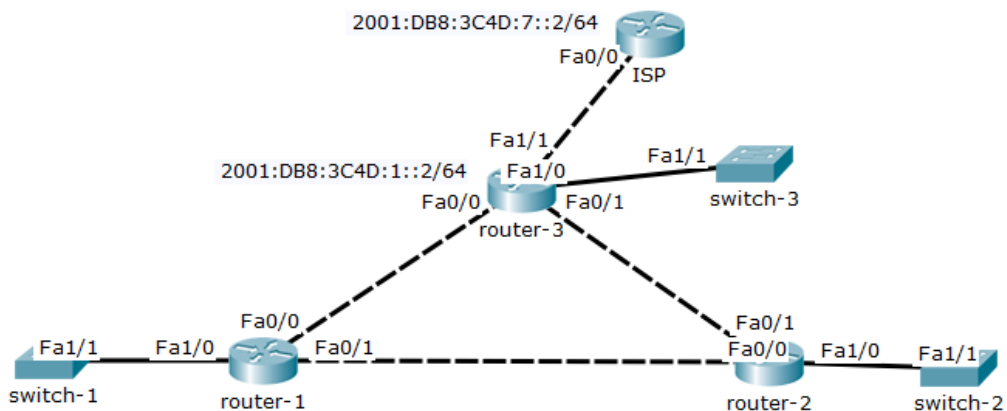 2001:DB8:3C4D:7::2/64
Fa0/0
ISP
Fa1/1
2001:DB8:3C4D:1::2/64
Fa1/0
Fa1/1
Fa0/0
Fa0/1
switch-3
router-3
Fa0/0
Fa0/1
Fa1/1
Fa1/0
Fa0/1
Fa0/0
Fa1/0
Fa1/1
switch-1
router-1
router-2
switch-2